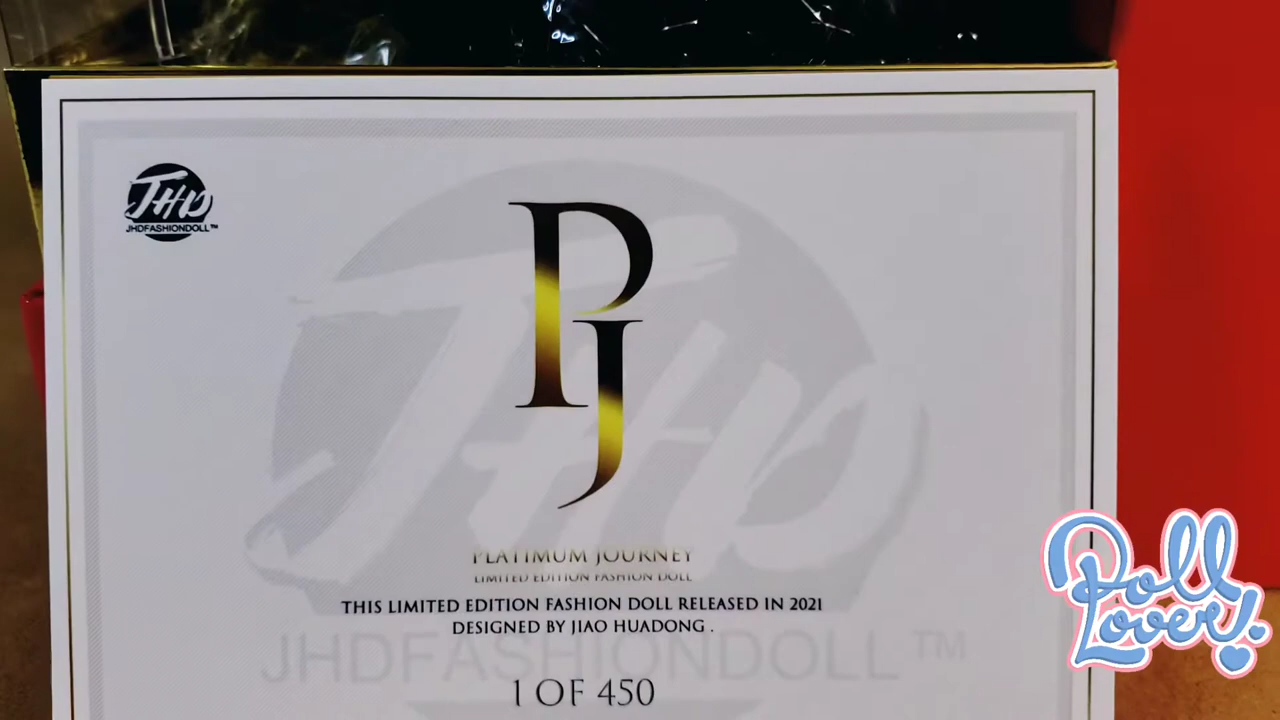 JHD
JHDFASHIONDOLL™
PJ
PLATIMUM JOURNEY
LIMITED EDITION FASHION DOLL
THIS LIMITED EDITION FASHION DOLL RELEASED IN 2021
DESIGNED BY JIAO HUADONG .
JHD
JHDFASHIONDOLL™
1 OF 450
Doll
Lover!